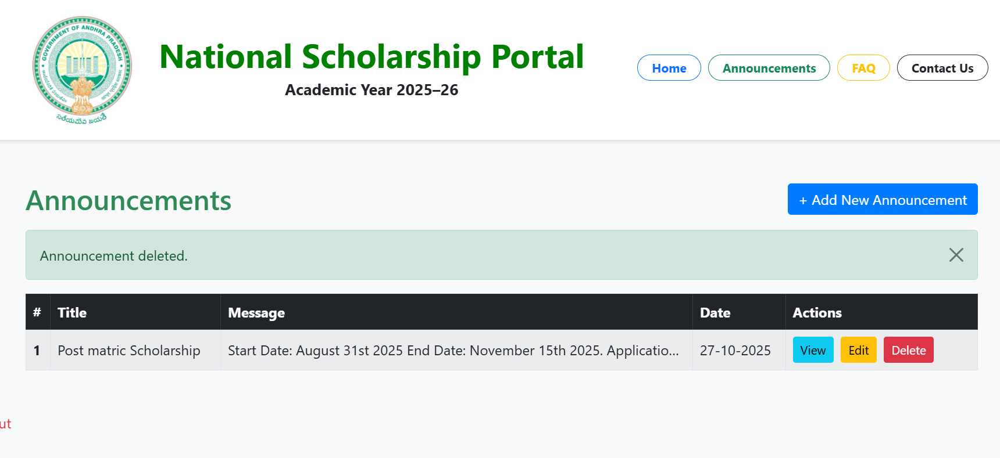 GOVERNMENT OF ANDHRA PRADESH
సత్యమేవ జయతే
National Scholarship Portal
Academic Year 2025–26
Home
Announcements
FAQ
Contact Us
Announcements
+ Add New Announcement
Announcement deleted.
# Title Message Date Actions
1 Post matric Scholarship Start Date: August 31st 2025 End Date: November 15th 2025. Applicatio... 27-10-2025 View Edit Delete
ut